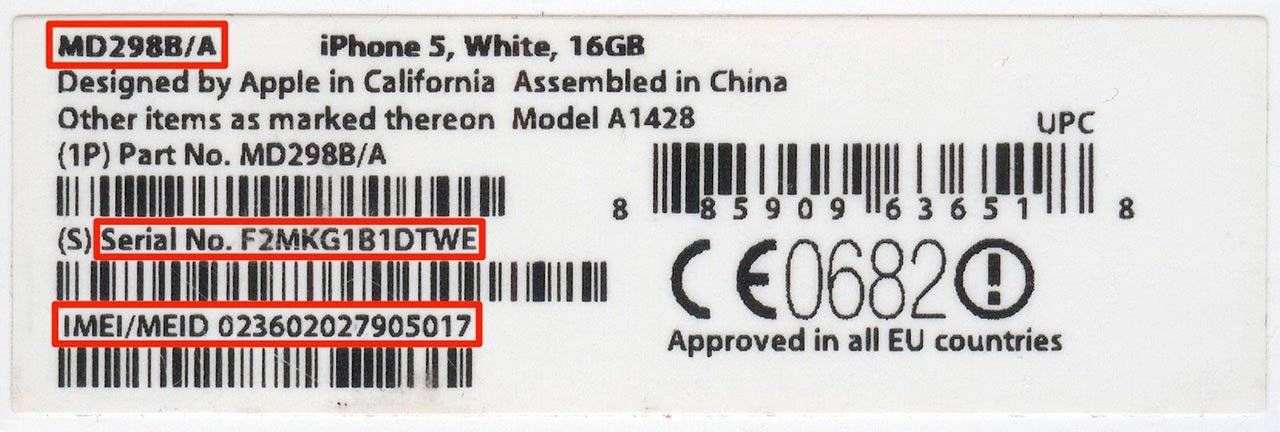 MD298B/A iPhone 5, White, 16GB
Designed by Apple in California Assembled in China
Other items as marked thereon Model A1428
(1P) Part No. MD298B/A
UPC
8 85909 63651 8
(S) Serial No. F2MKG1B1DTWE
CE0682
IMEI/MEID 023602027905017
Approved in all EU countries